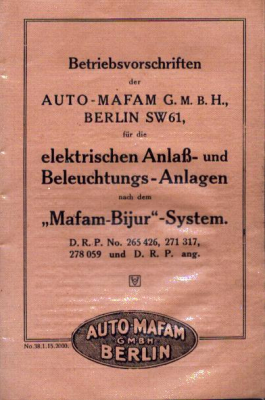 Betriebsvorschriften
der
AUTO-MAFAM G. M. B. H.,
BERLIN SW61,
für die
elektrischen Anlaß- und
Beleuchtungs-Anlagen
nach dem
„Mafam-Bijur“-System.
D. R. P. No. 265 426, 271 317,
278 059 und D. R. P. ang.
AUTO-MAFAM
GMBH
BERLIN